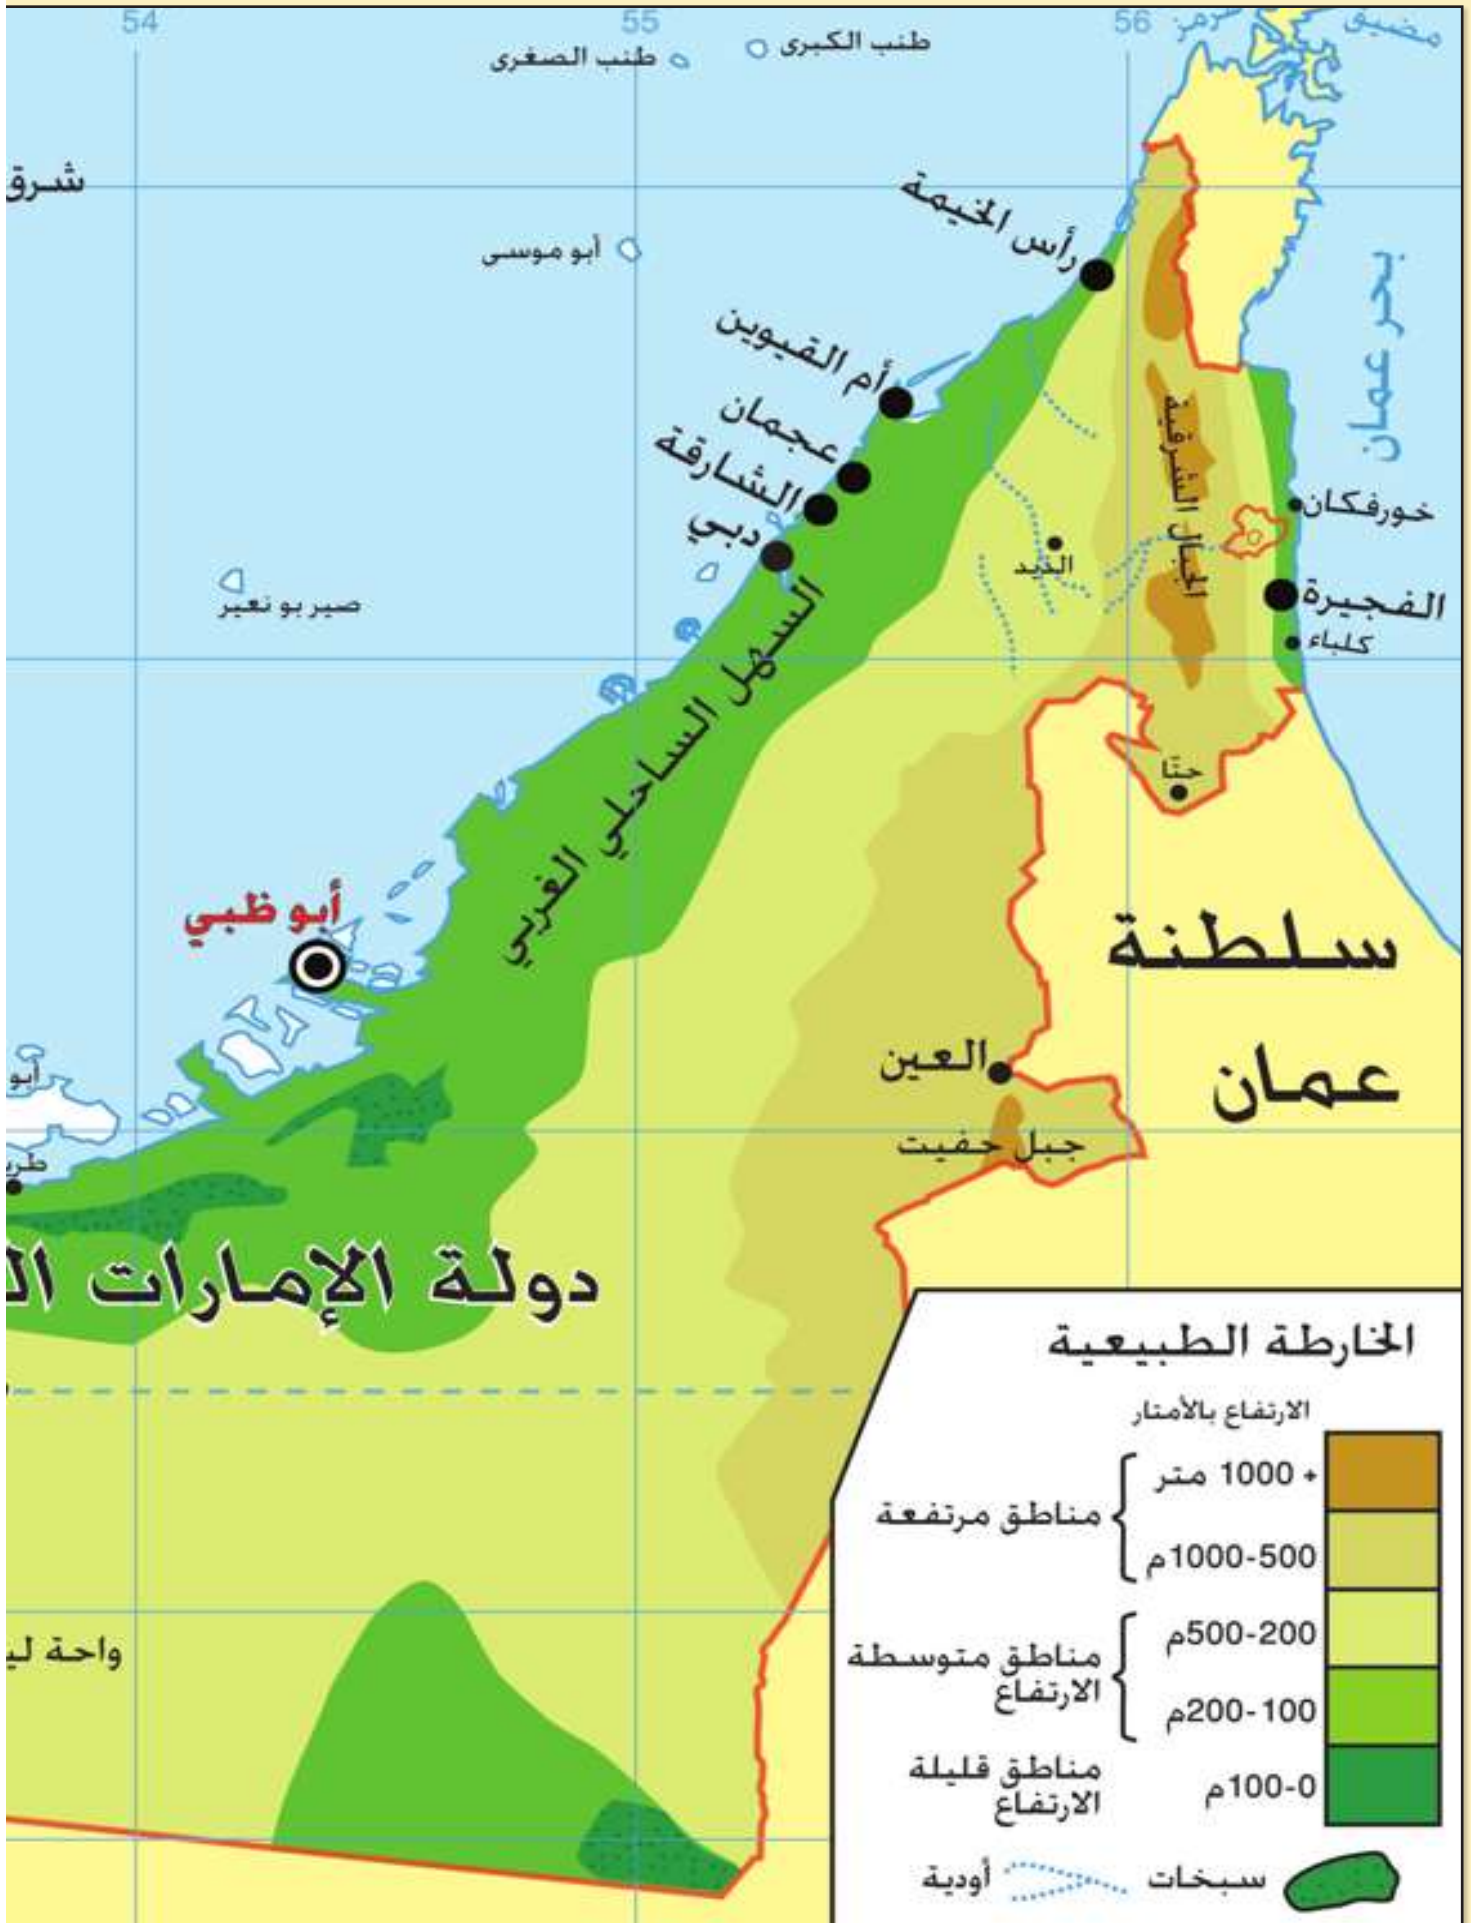 54
55
56
مضيق هرمز
طنب الكبرى
طنب الصغرى
شرق
رأس الخيمة
أبو موسى
بحر عمان
أم القيوين
عجمان
الشارقة
دبي
الجبال الشرقية
خورفكان
الذيد
الفجيرة
كلباء
صير بو نعير
السهل الساحلي الغربي
حتّا
أبو ظبي
سلطنة
عمان
العين
أبو
جبل حفيت
طر
دولة الإمارات ال
واحة لي
الخارطة الطبيعية
الارتفاع بالأمتار
+ 1000 متر
مناطق مرتفعة
1000-500م
500-200م
مناطق متوسطة
الارتفاع
200-100م
مناطق قليلة
الارتفاع
100-0م
سبخات
أودية